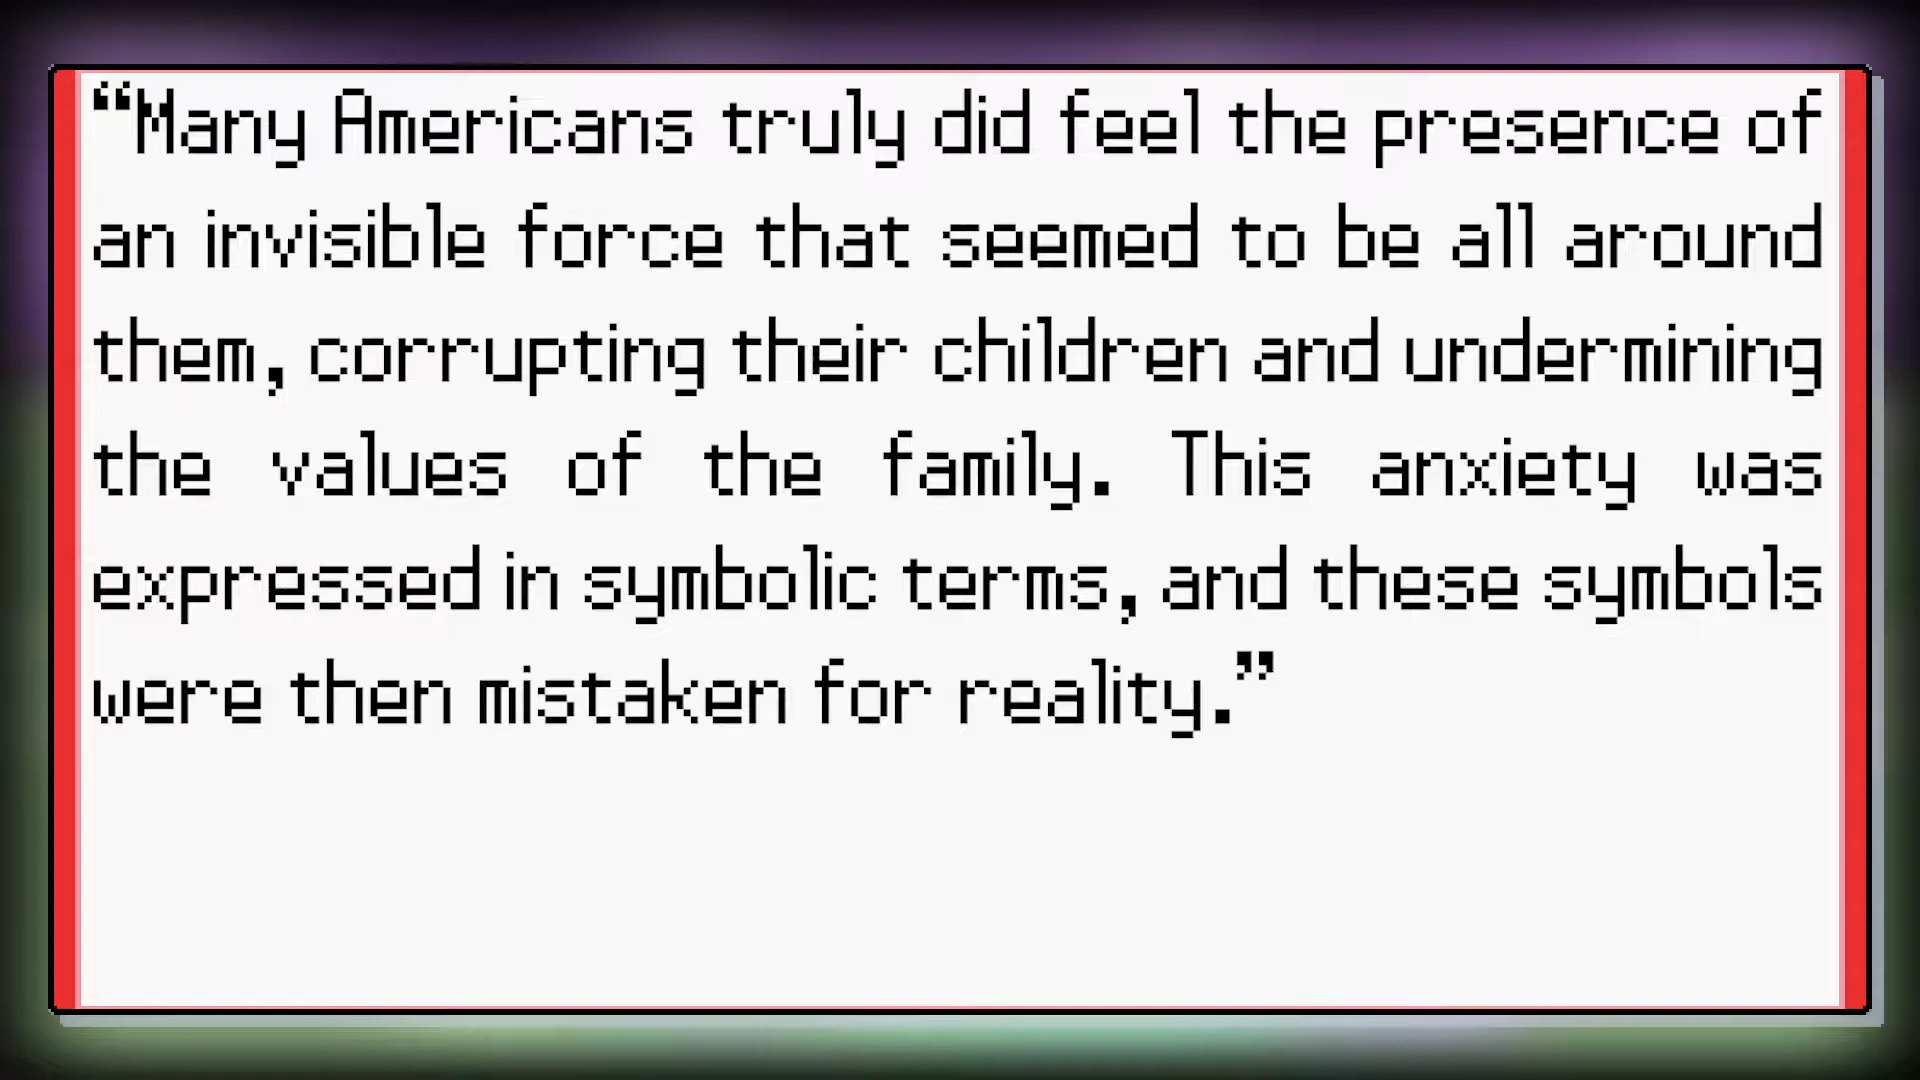 “Many Americans truly did feel the presence of
an invisible force that seemed to be all around
them, corrupting their children and undermining
the values of the family. This anxiety was
expressed in symbolic terms, and these symbols
were then mistaken for reality.”